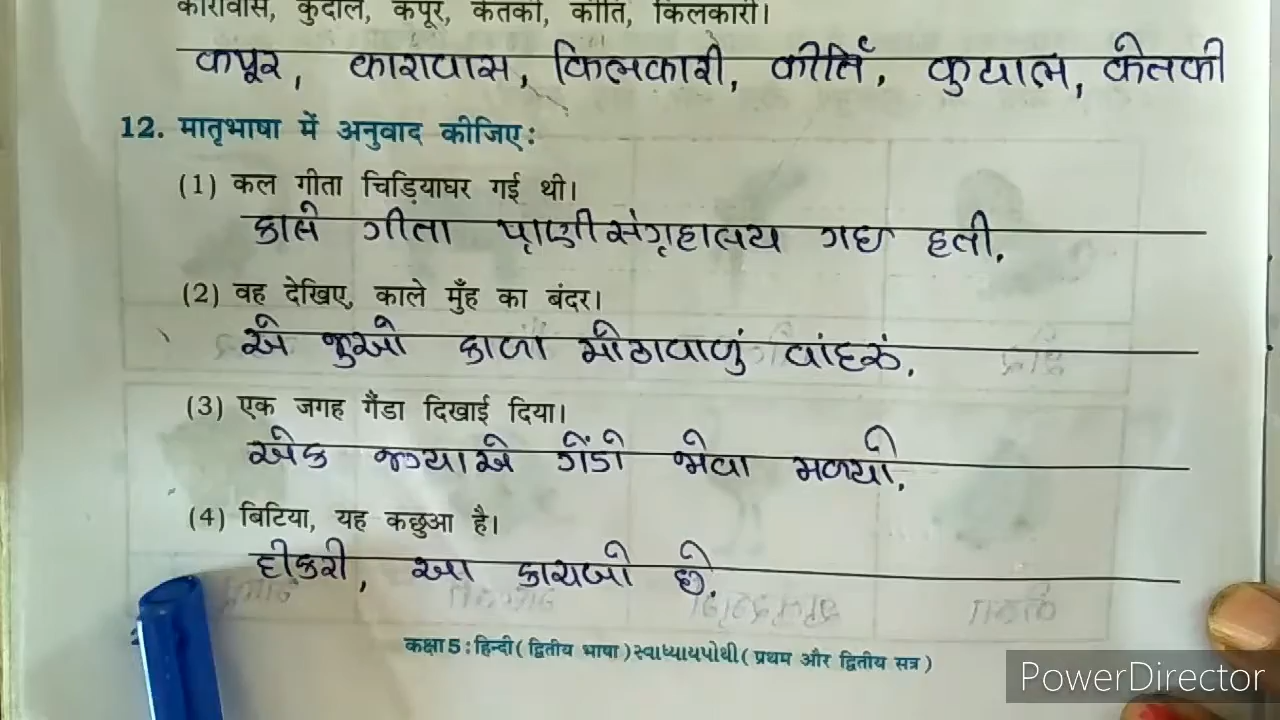 कारावास, कुदाल, कपूर, केतकी, कीर्ति, किलकारी।
कपूर, कारावास, किलकारी, कीर्ति, कुदाल, केतकी
12. मातृभाषा में अनुवाद कीजिए :
(1) कल गीता चिड़ियाघर गई थी।
કાલે ગીતા પ્રાણીસંગ્રહાલય ગઇ હતી.
(2) वह देखिए, काले मुँह का बंदर।
એ જુઓ કાળા મોઢાવાળું વાંદરું.
(3) एक जगह गैंडा दिखाई दिया।
એક જગ્યાએ ગેંડો જોવા મળ્યો.
(4) बिटिया, यह कछुआ है।
દીકરી, આ કાચબો છે.
कक्षा 5 : हिन्दी ( द्वितीय भाषा ) स्वाध्यायपोथी ( प्रथम और द्वितीय सत्र )
PowerDirector